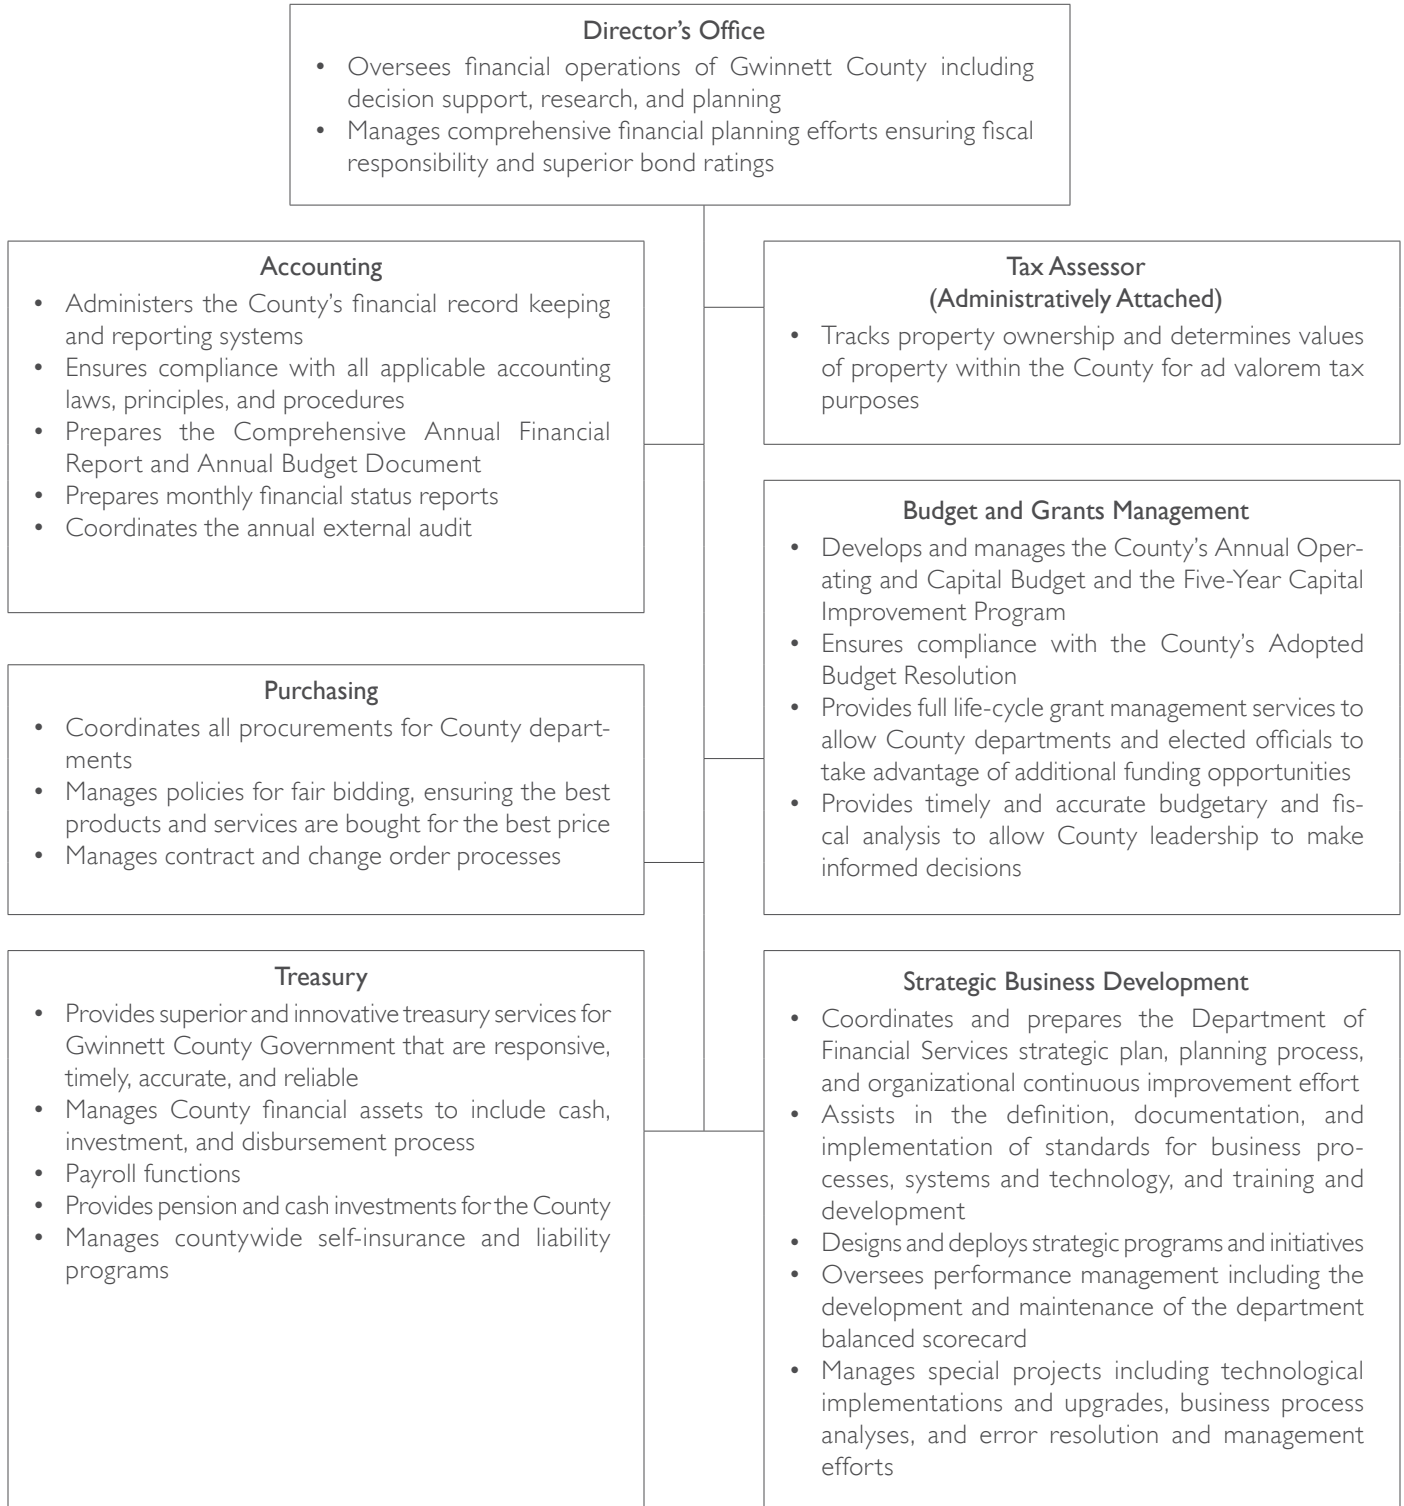 Director’s Office
• Oversees financial operations of Gwinnett County including
decision support, research, and planning
• Manages comprehensive financial planning efforts ensuring fiscal
responsibility and superior bond ratings
Accounting
• Administers the County’s financial record keeping
and reporting systems
• Ensures compliance with all applicable accounting
laws, principles, and procedures
• Prepares the Comprehensive Annual Financial
Report and Annual Budget Document
• Prepares monthly financial status reports
• Coordinates the annual external audit
Tax Assessor
(Administratively Attached)
• Tracks property ownership and determines values
of property within the County for ad valorem tax
purposes
Budget and Grants Management
• Develops and manages the County’s Annual Oper-
ating and Capital Budget and the Five-Year Capital
Improvement Program
• Ensures compliance with the County’s Adopted
Budget Resolution
• Provides full life-cycle grant management services to
allow County departments and elected officials to
take advantage of additional funding opportunities
• Provides timely and accurate budgetary and fis-
cal analysis to allow County leadership to make
informed decisions
Purchasing
• Coordinates all procurements for County depart-
ments
• Manages policies for fair bidding, ensuring the best
products and services are bought for the best price
• Manages contract and change order processes
Treasury
• Provides superior and innovative treasury services for
Gwinnett County Government that are responsive,
timely, accurate, and reliable
• Manages County financial assets to include cash,
investment, and disbursement process
• Payroll functions
• Provides pension and cash investments for the County
• Manages countywide self-insurance and liability
programs
Strategic Business Development
• Coordinates and prepares the Department of
Financial Services strategic plan, planning process,
and organizational continuous improvement effort
• Assists in the definition, documentation, and
implementation of standards for business pro-
cesses, systems and technology, and training and
development
• Designs and deploys strategic programs and initiatives
• Oversees performance management including the
development and maintenance of the department
balanced scorecard
• Manages special projects including technological
implementations and upgrades, business process
analyses, and error resolution and management
efforts